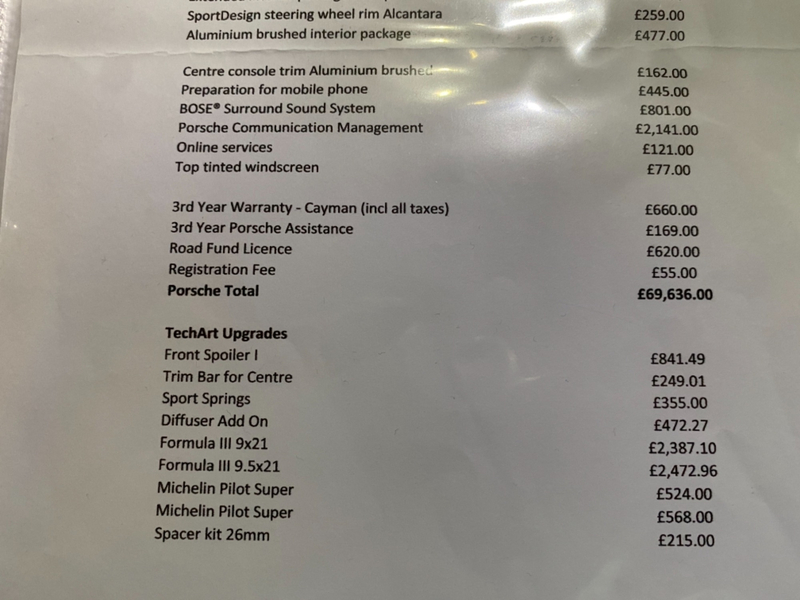 SportDesign steering wheel rim Alcantara £259.00
Aluminium brushed interior package £477.00
Centre console trim Aluminium brushed £162.00
Preparation for mobile phone £445.00
BOSE® Surround Sound System £801.00
Porsche Communication Management £2,141.00
Online services £121.00
Top tinted windscreen £77.00
3rd Year Warranty - Cayman (incl all taxes) £660.00
3rd Year Porsche Assistance £169.00
Road Fund Licence £620.00
Registration Fee £55.00
Porsche Total £69,636.00
TechArt Upgrades
Front Spoiler I £841.49
Trim Bar for Centre £249.01
Sport Springs £355.00
Diffuser Add On £472.27
Formula III 9x21 £2,387.10
Formula III 9.5x21 £2,472.96
Michelin Pilot Super £524.00
Michelin Pilot Super £568.00
Spacer kit 26mm £215.00